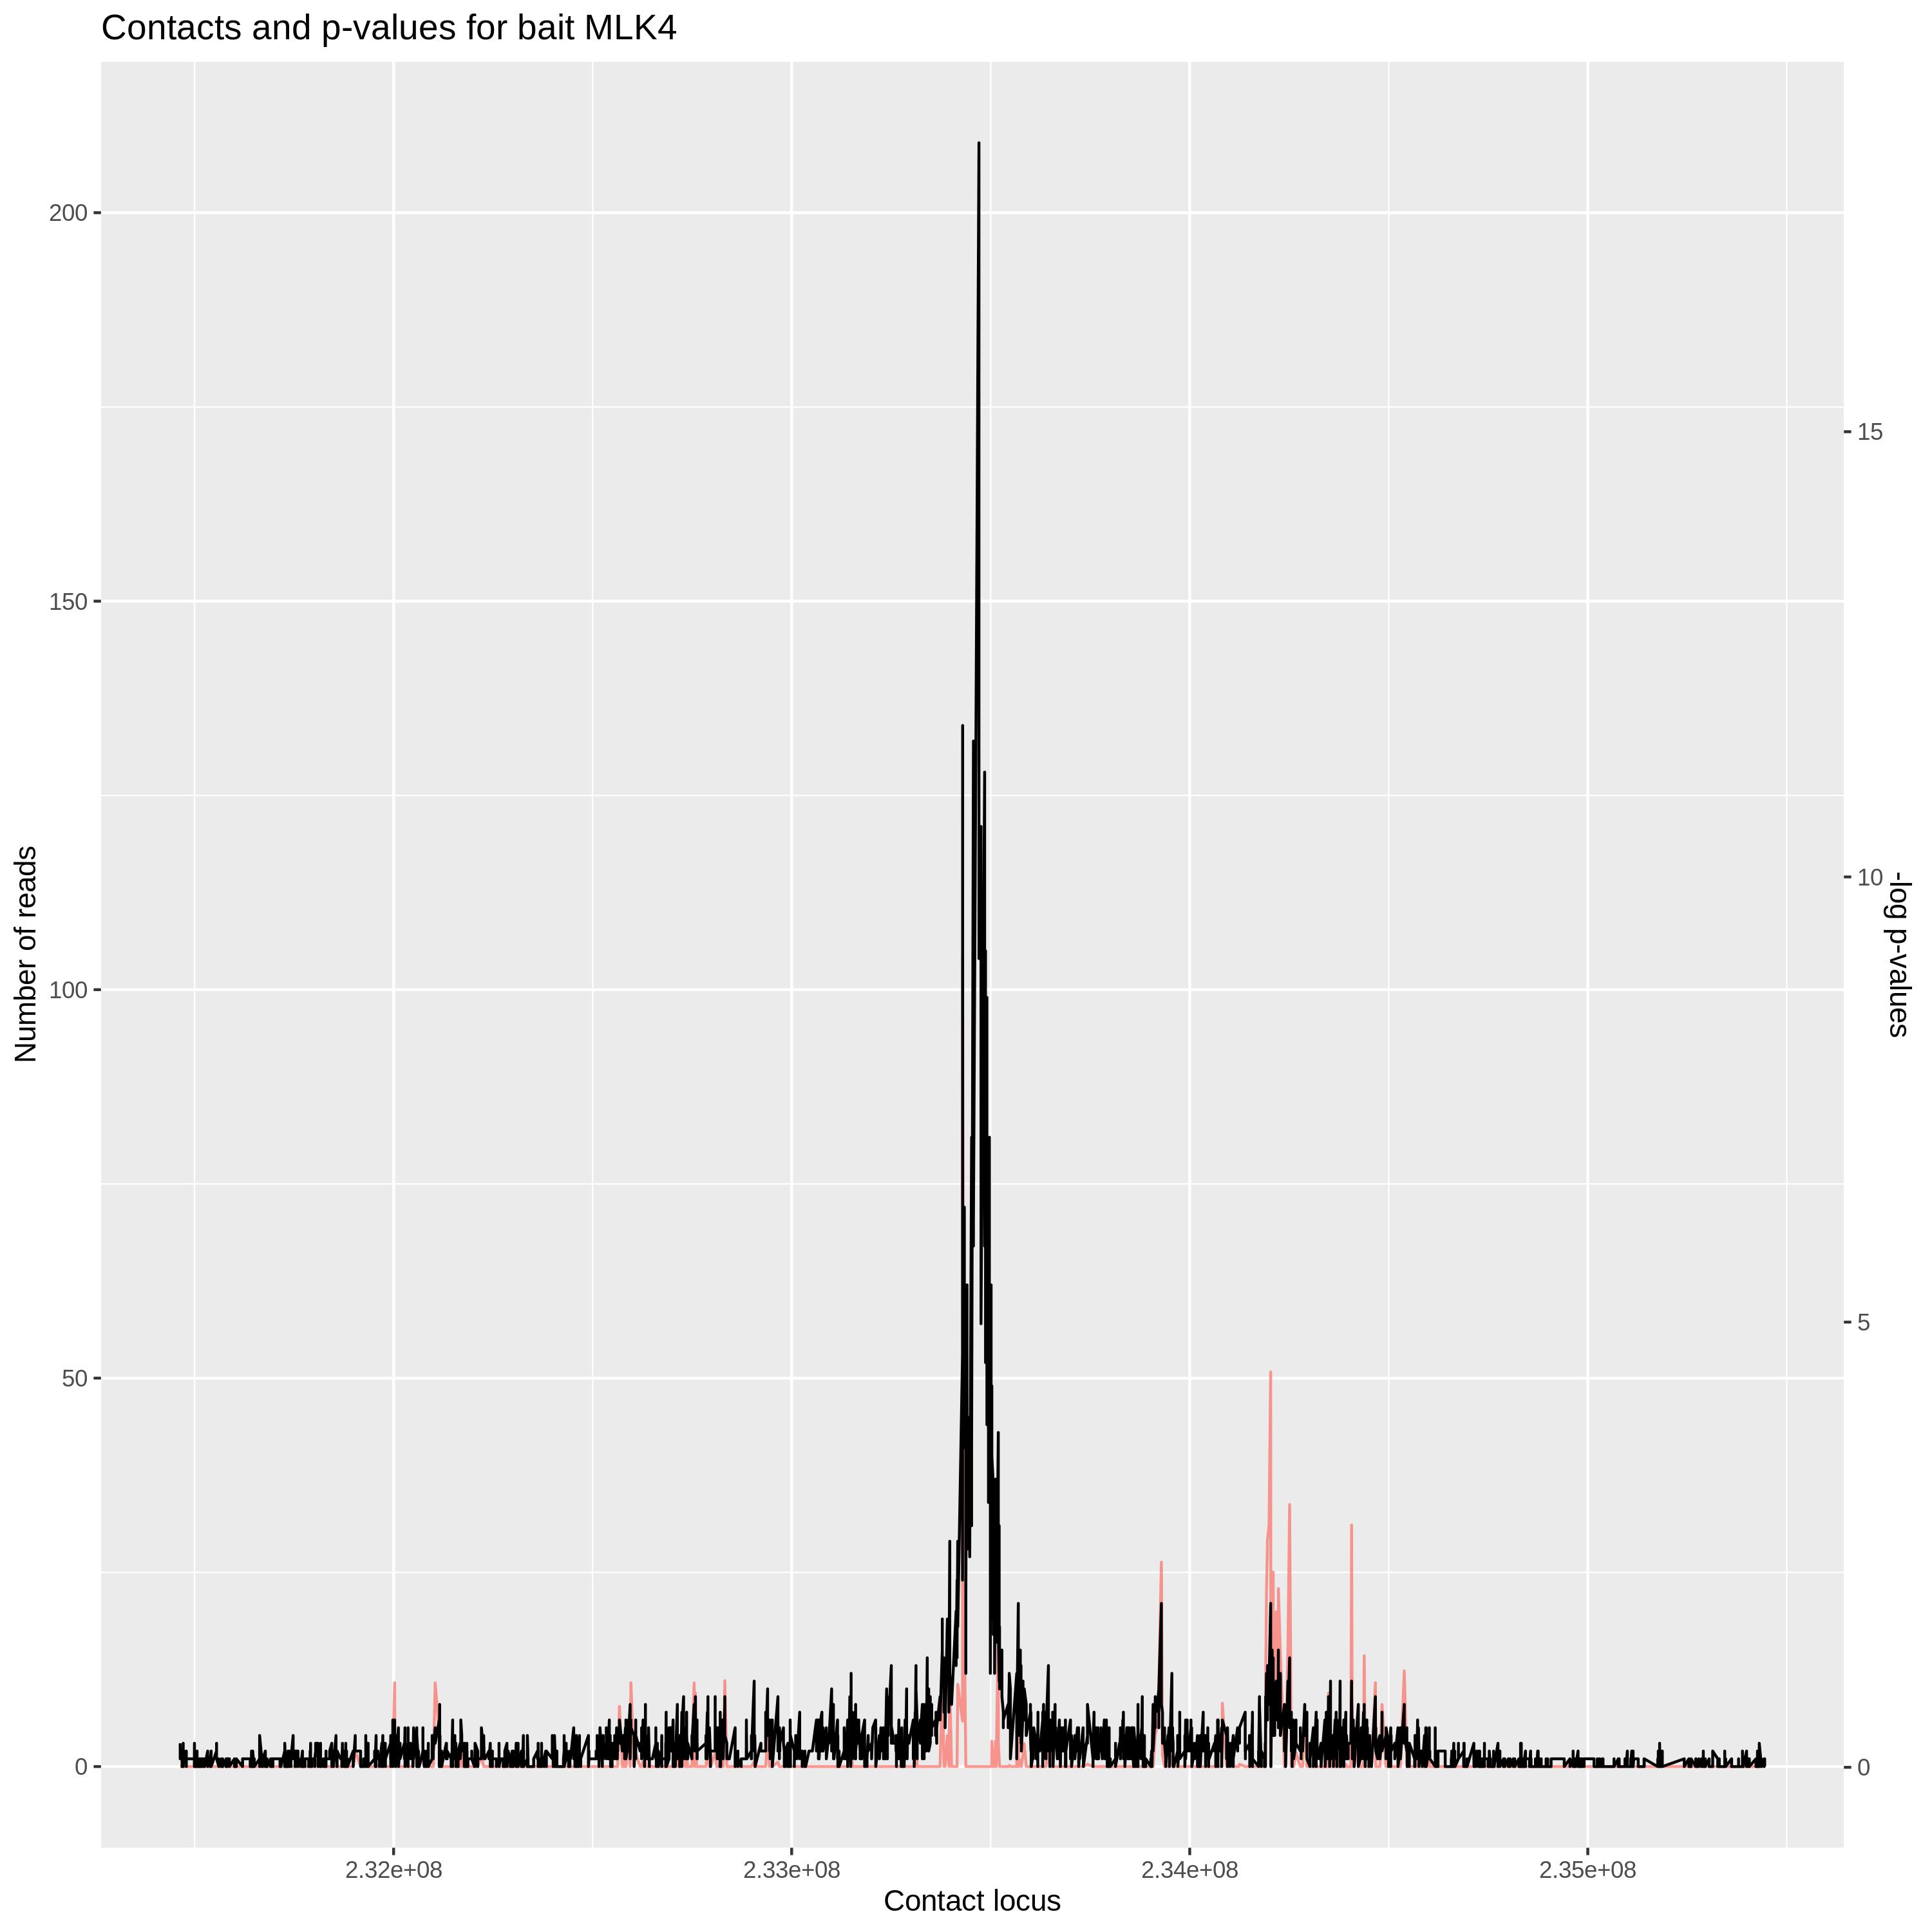 Contacts and p-values for bait MLK4
200
150
100
50
0
Number of reads
15
10
5
0
-log p-values
2.32e+08
2.33e+08
2.34e+08
2.35e+08
Contact locus